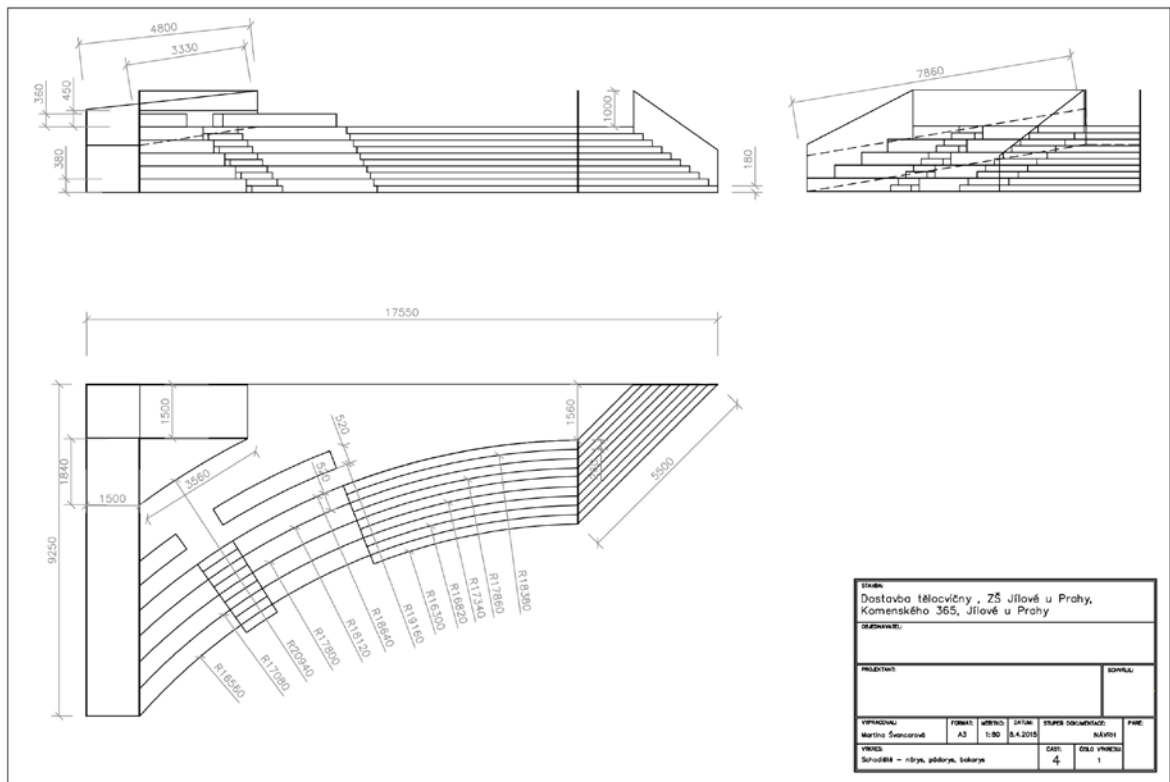 4800
3330
360
450
380
1000
180
7860
17550
1500
1840
1500
9250
3560
520
520
1560
5500
R18380
R17860
R17340
R16820
R16300
R19160
R18640
R18120
R17800
R20940
R17080
R16560
STAVBA:
Dostavba tělocvičny , ZŠ Jílové u Prahy,
Komenského 365, Jílové u Prahy
OBJEDNAVATEL:
PROJEKTANT:
SCHVÁLIL:
VYPRACOVAL: FORMÁT: MĚŘÍTKO: DATUM: STUPEŇ DOKUMENTACE: PARE:
Martina Švancarová A3 1:80 8.4.2015
VÝKRES: ČÁST: ČÍSLO VÝKRESU:
Schodiště – nárys, půdorys, bokorys 4 1